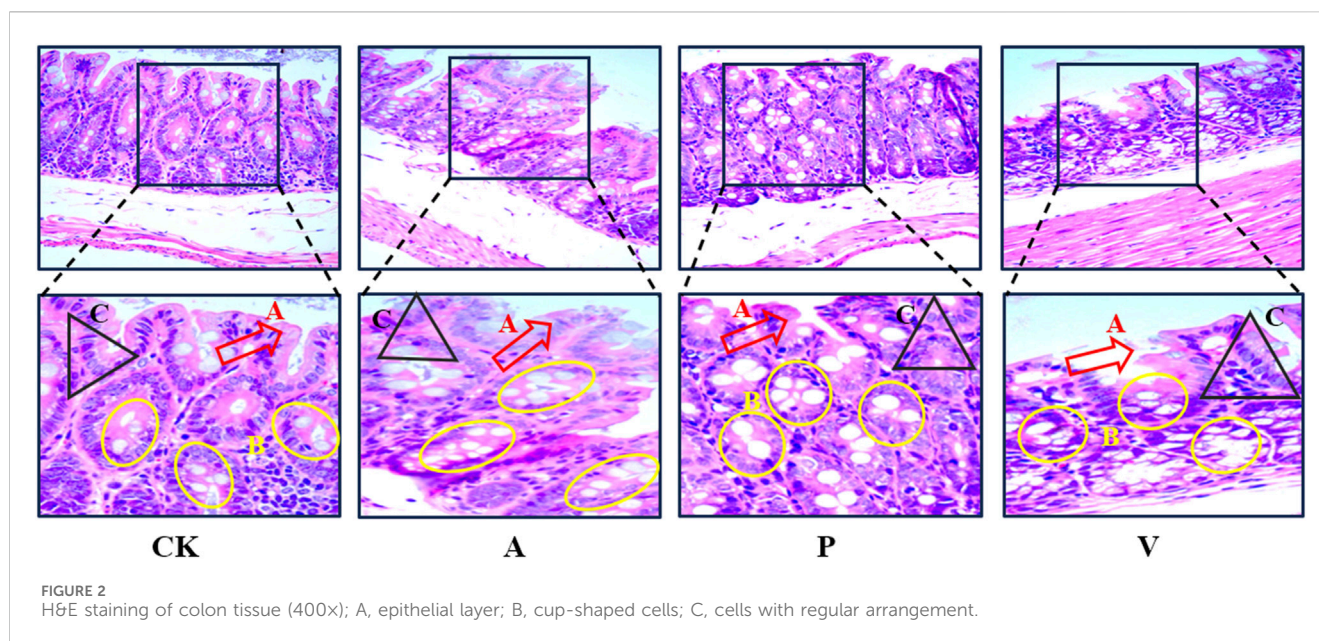 C
A
B
C
A
C
A
B
A
C
B
CK
A
P
V
FIGURE 2
H&E staining of colon tissue (400×); A, epithelial layer; B, cup-shaped cells; C, cells with regular arrangement.